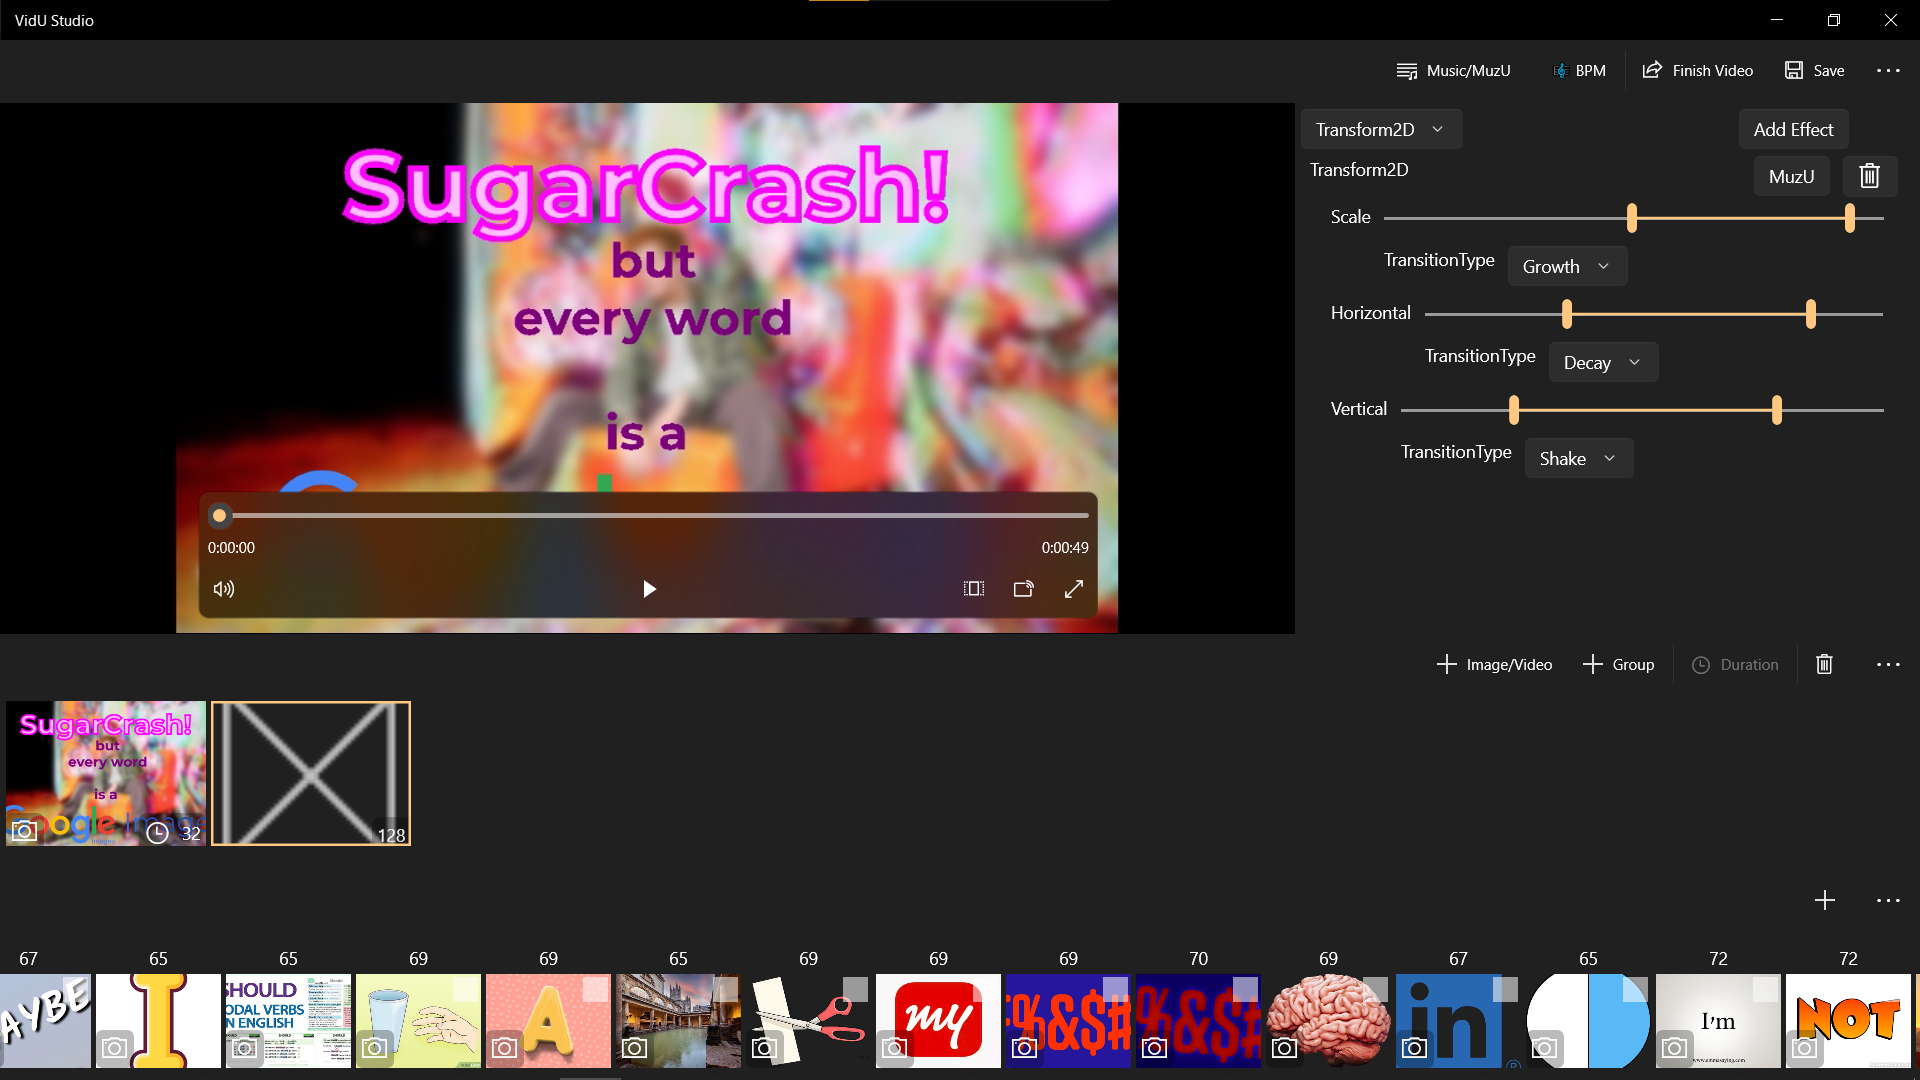 VidU Studio
Music/MuzU
BPM
Finish Video
Save
SugarCrash!
but
every word
is a
0:00:00
0:00:49
Transform2D
Add Effect
Transform2D
MuzU
Scale
TransitionType
Growth
Horizontal
TransitionType
Decay
Vertical
TransitionType
Shake
Image/Video
Group
Duration
SugarCrash!
but
every word
is a
Google Image
32
128
67
65
65
69
69
65
69
69
69
70
69
67
65
72
72
AYBE
I
SHOULD
ODAL VERBS
N ENGLISH
A
my
%&$#
%&$#
in
I'm
NOT